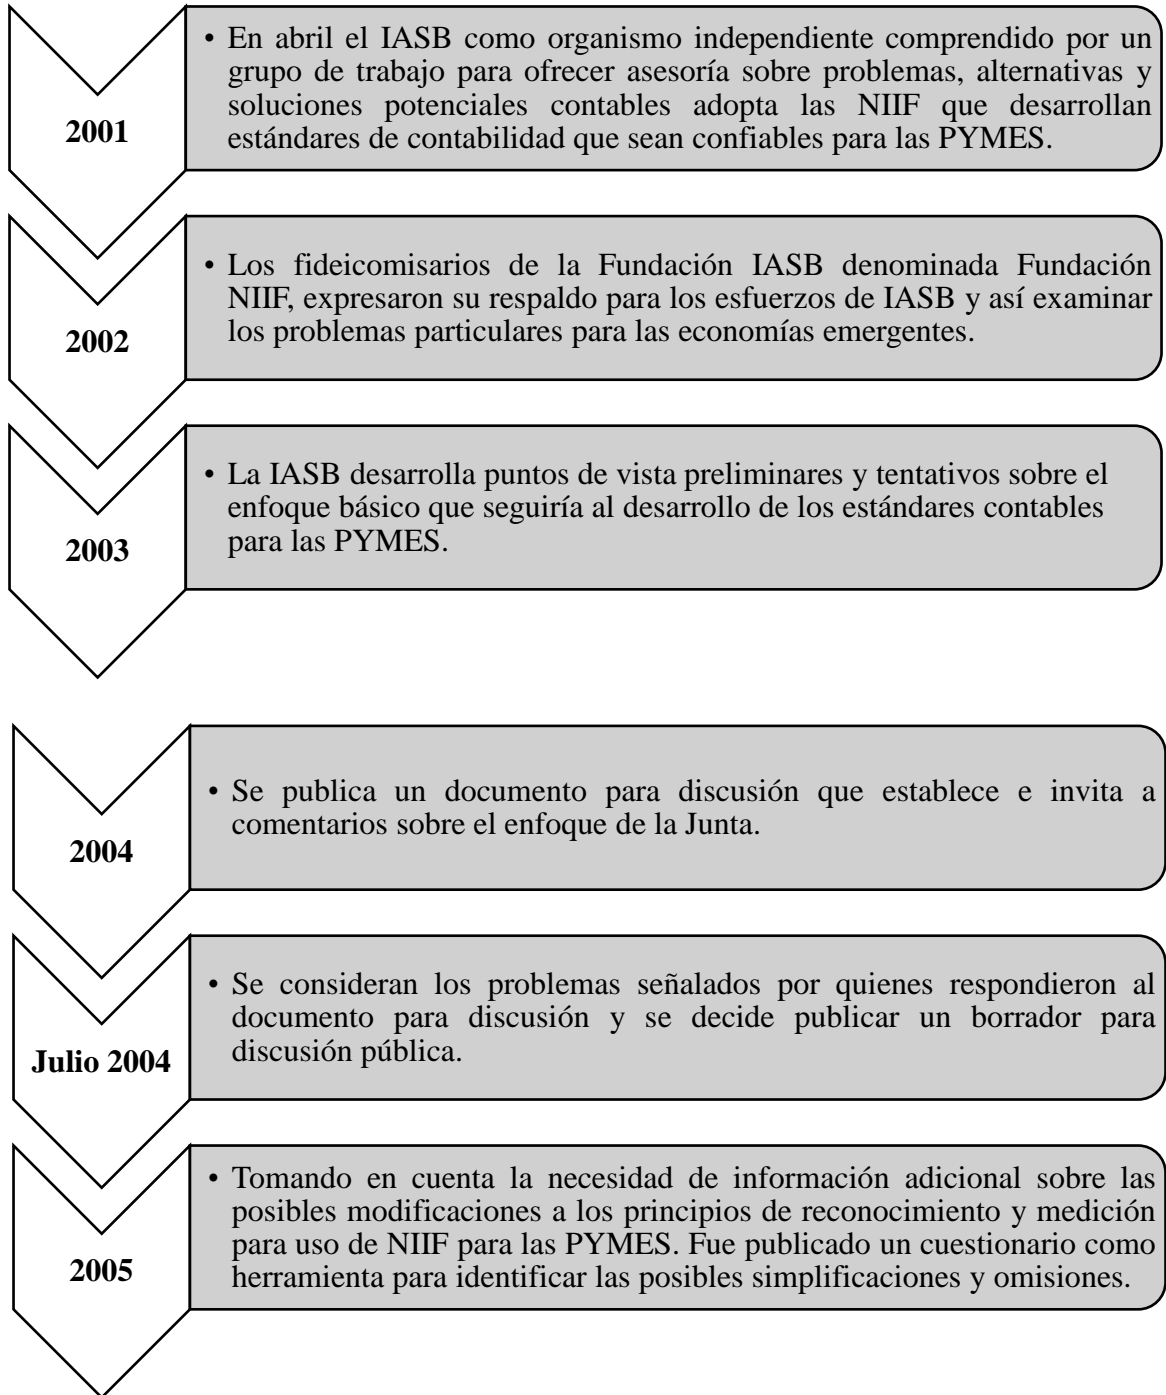 2001
• En abril el IASB como organismo independiente comprendido por un
grupo de trabajo para ofrecer asesoría sobre problemas, alternativas y
soluciones potenciales contables adopta las NIIF que desarrollan
estándares de contabilidad que sean confiables para las PYMES.
2002
• Los fideicomisarios de la Fundación IASB denominada Fundación
NIIF, expresaron su respaldo para los esfuerzos de IASB y así examinar
los problemas particulares para las economías emergentes.
2003
• La IASB desarrolla puntos de vista preliminares y tentativos sobre el
enfoque básico que seguiría al desarrollo de los estándares contables
para las PYMES.
2004
• Se publica un documento para discusión que establece e invita a
comentarios sobre el enfoque de la Junta.
Julio 2004
• Se consideran los problemas señalados por quienes respondieron al
documento para discusión y se decide publicar un borrador para
discusión pública.
2005
• Tomando en cuenta la necesidad de información adicional sobre las
posibles modificaciones a los principios de reconocimiento y medición
para uso de NIIF para las PYMES. Fue publicado un cuestionario como
herramienta para identificar las posibles simplificaciones y omisiones.